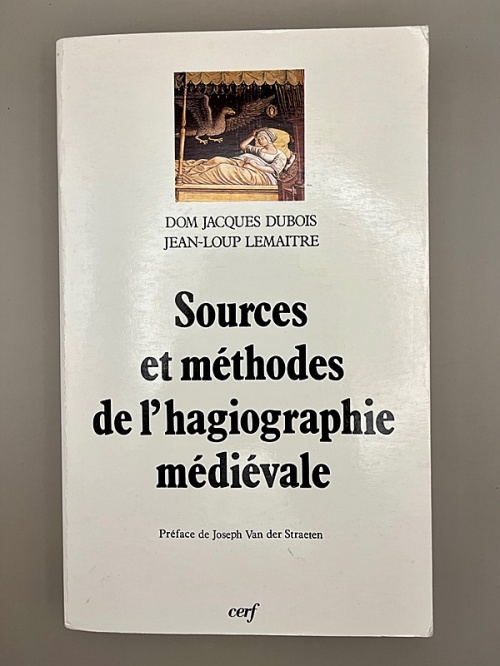 DOM JACQUES DUBOIS
JEAN-LOUP LEMAITRE
Sources
et méthodes
de l'hagiographie
médiévale
Préface de Joseph Van der Straeten
cerf